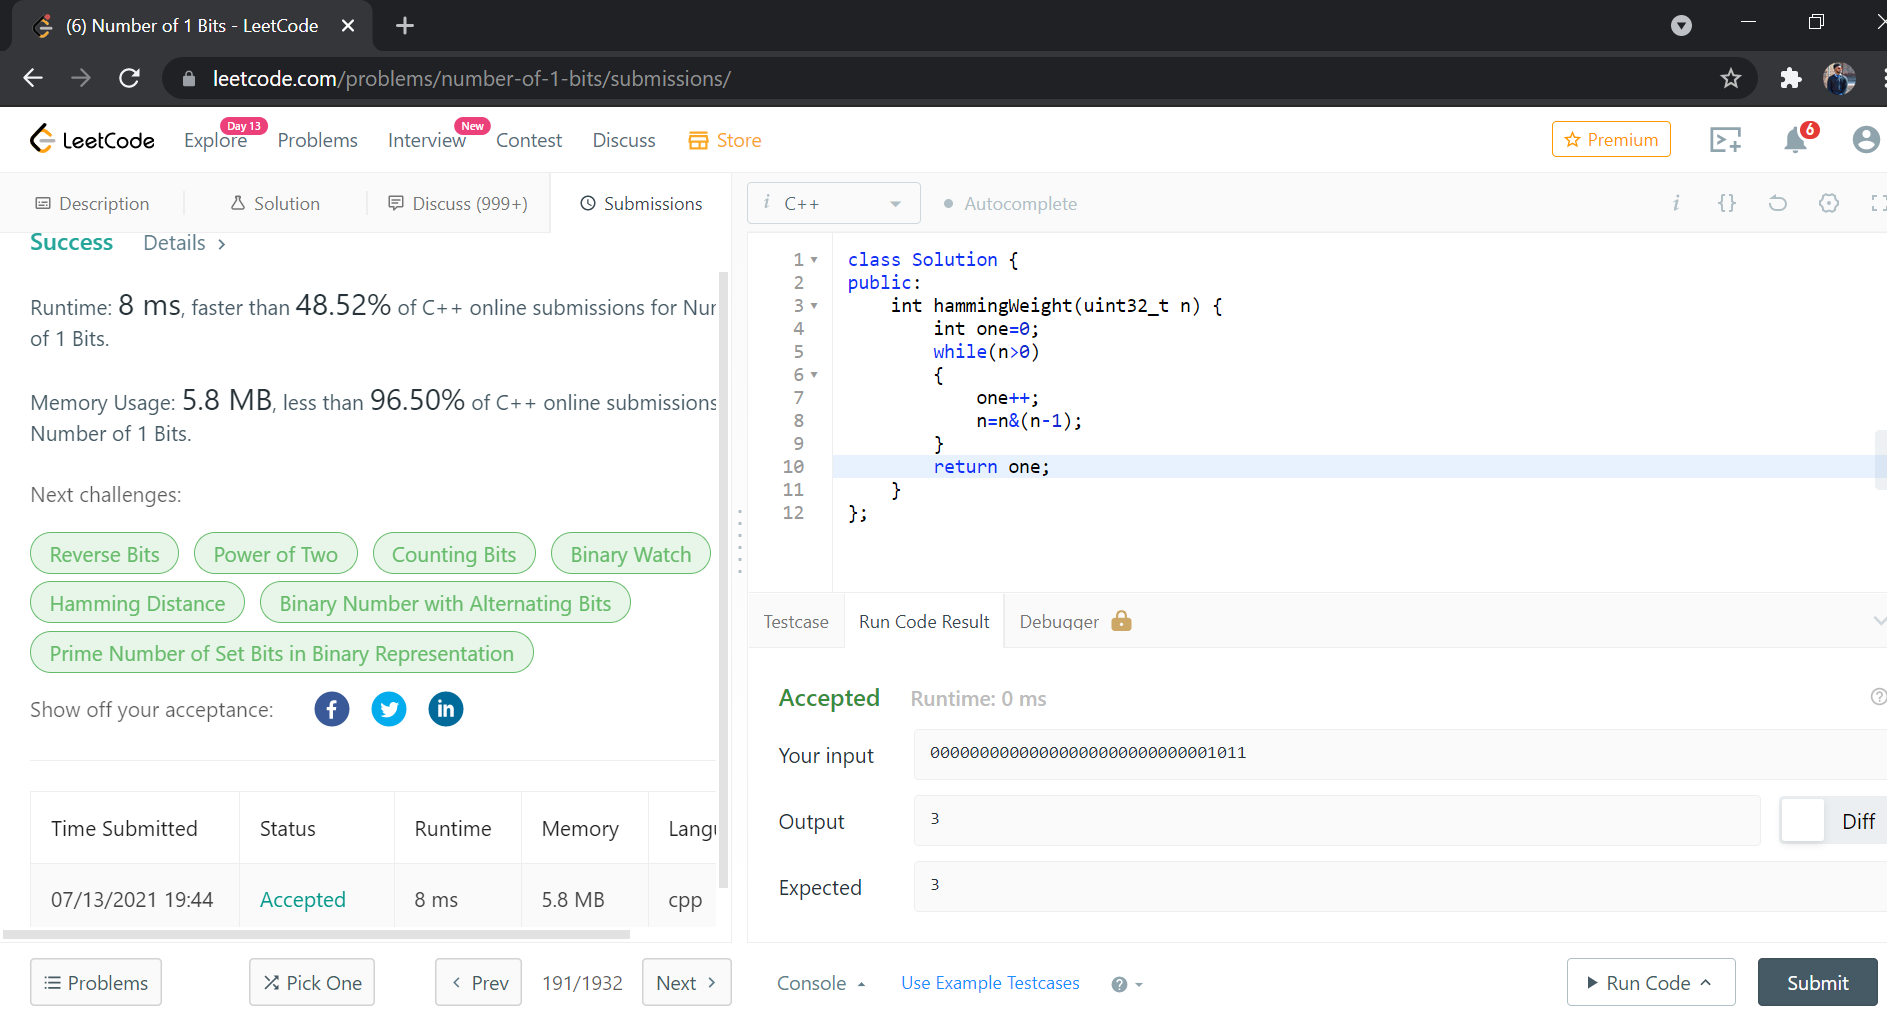 (6) Number of 1 Bits - LeetCode
leetcode.com/problems/number-of-1-bits/submissions/
LeetCode Explore Day 13 Problems Interview New Contest Discuss Store Premium 6
Description Solution Discuss (999+) Submissions
i C++ Autocomplete i {}
Success Details >
Runtime: 8 ms, faster than 48.52% of C++ online submissions for Nur
of 1 Bits.
Memory Usage: 5.8 MB, less than 96.50% of C++ online submissions
Number of 1 Bits.
Next challenges:
Reverse Bits Power of Two Counting Bits Binary Watch
Hamming Distance Binary Number with Alternating Bits
Prime Number of Set Bits in Binary Representation
Show off your acceptance:
Time Submitted Status Runtime Memory Langu
07/13/2021 19:44 Accepted 8 ms 5.8 MB cpp
Problems Pick One Prev 191/1932 Next
1 class Solution {
2 public:
3 int hammingWeight(uint32_t n) {
4 int one=0;
5 while(n>0)
6 {
7 one++;
8 n=n&(n-1);
9 }
10 return one;
11 }
12 };
Testcase Run Code Result Debugger
Accepted Runtime: 0 ms
Your input 00000000000000000000000000001011
Output 3 Diff
Expected 3
Console Use Example Testcases Run Code Submit